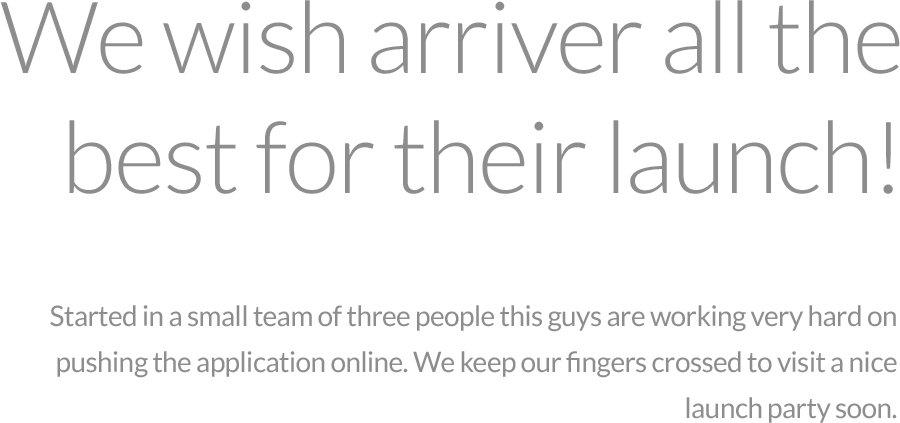 We wish arriver all the
best for their launch!
Started in a small team of three people this guys are working very hard on
pushing the application online. We keep our fingers crossed to visit a nice
launch party soon.